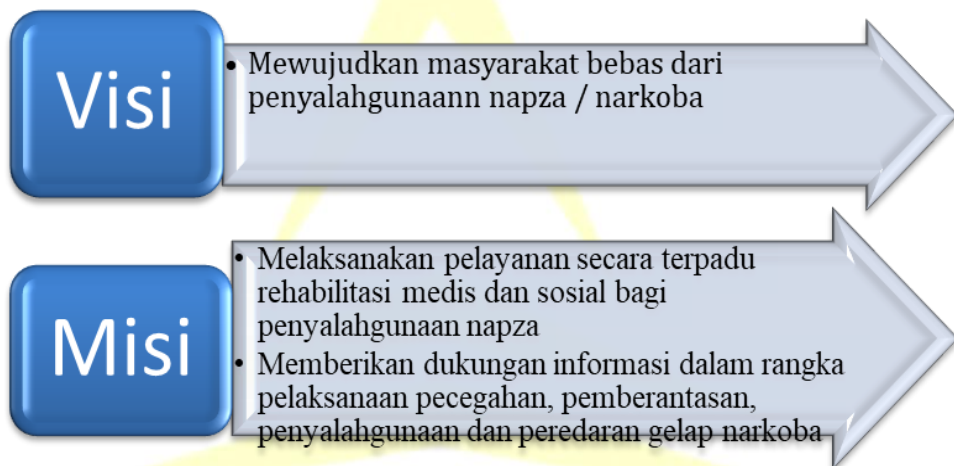 Visi
• Mewujudkan masyarakat bebas dari
penyalahgunaann napza / narkoba
Misi
• Melaksanakan pelayanan secara terpadu
rehabilitasi medis dan sosial bagi
penyalahgunaan napza
• Memberikan dukungan informasi dalam rangka
pelaksanaan pecegahan, pemberantasan,
penyalahgunaan dan peredaran gelap narkoba